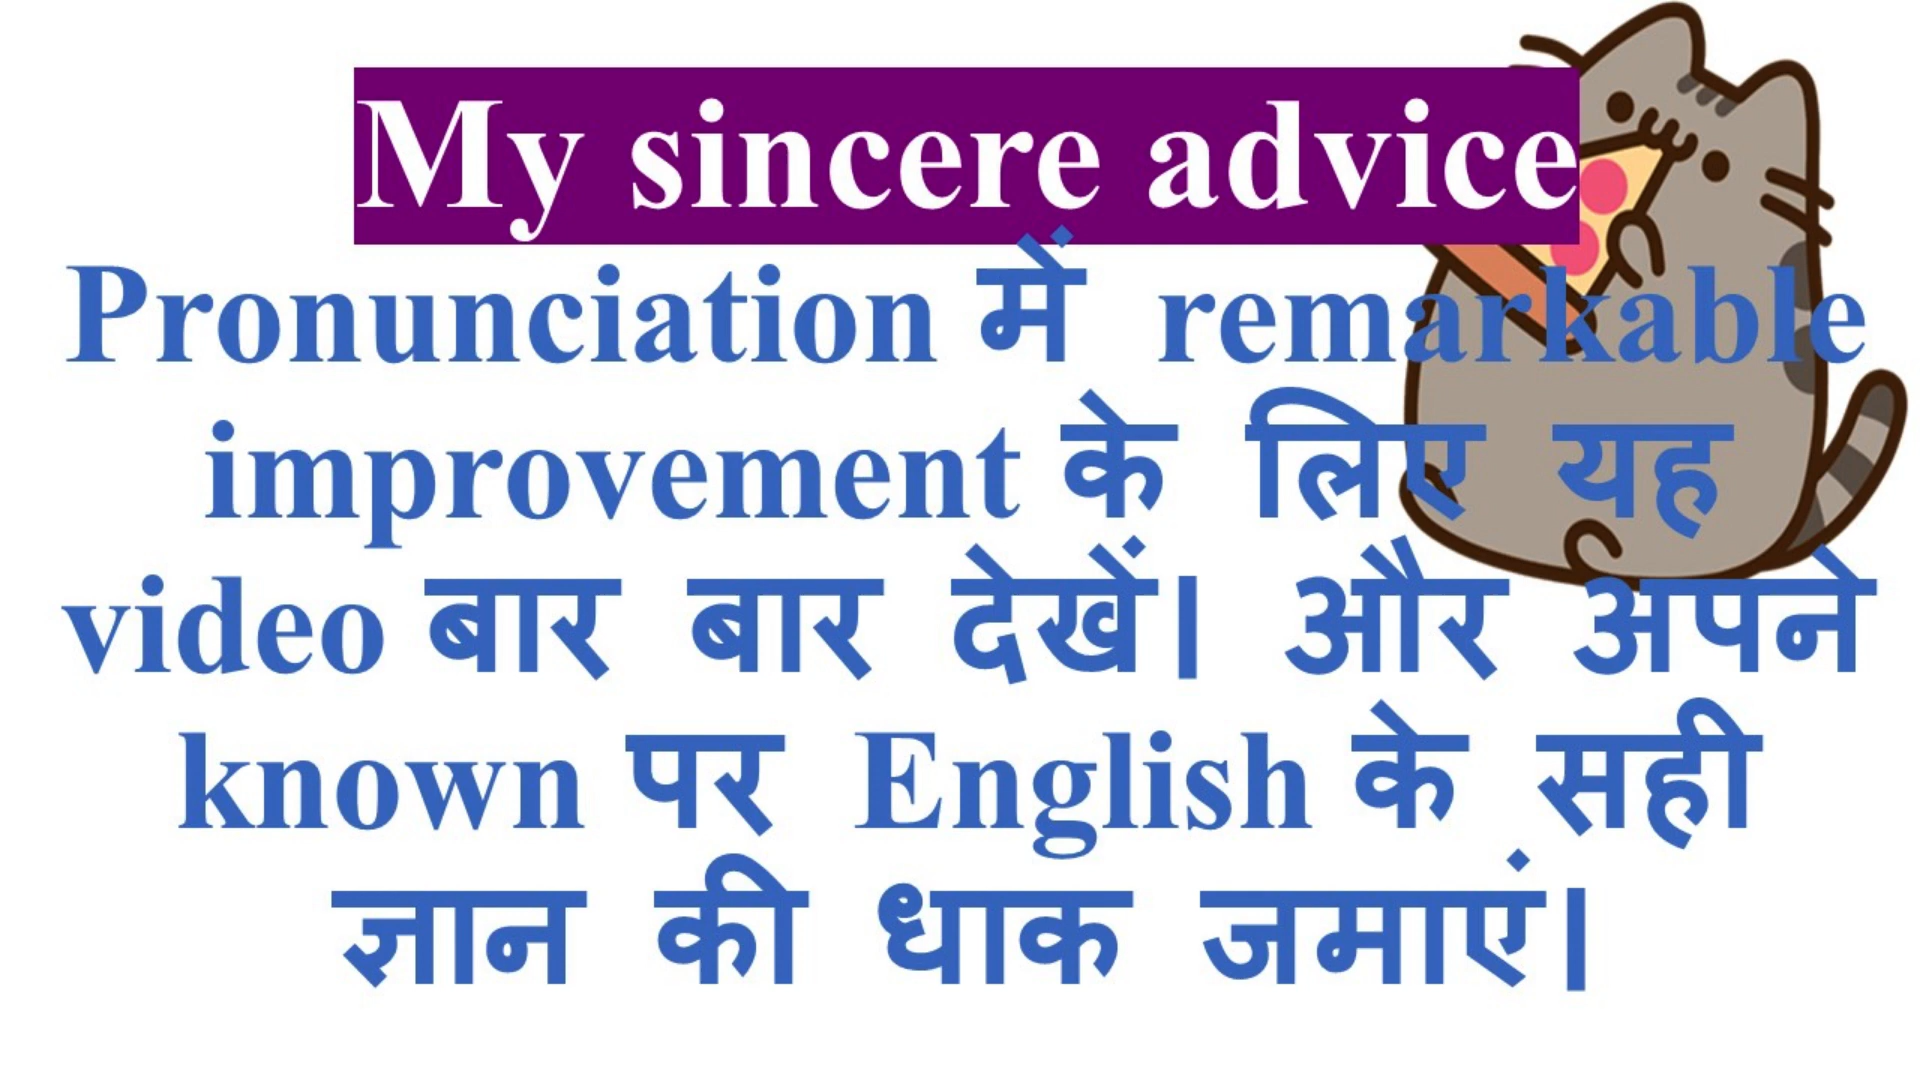 My sincere advice
Pronunciation में remarkable
improvement के लिए यह
video बार बार देखें। और अपने
known पर English के सही
ज्ञान की धाक जमाएं।